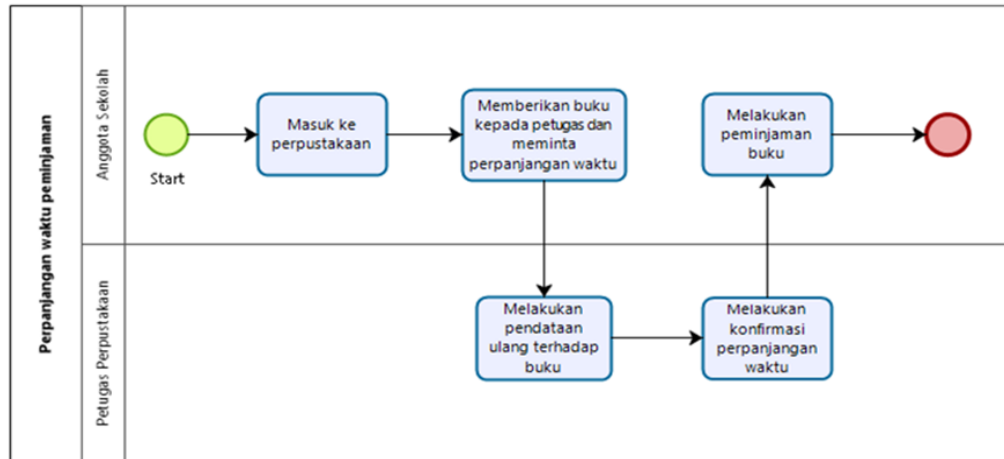 Perpanjangan waktu peminjaman
Anggota Sekolah
Start
Masuk ke
perpustakaan
Memberikan buku
kepada petugas dan
meminta
perpanjangan waktu
Melakukan
peminjaman
buku
Petugas Perpustakaan
Melakukan
pendataan
ulang terhadap
buku
Melakukan
konfirmasi
perpanjangan
waktu